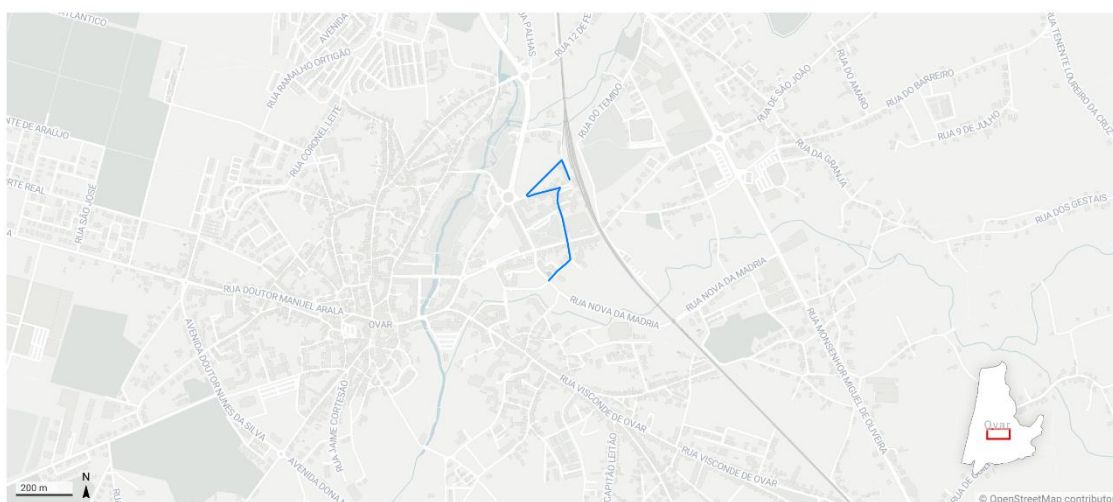 ATLÂNTICO
AVENIDA
RUA RAMALHO ORTIGÃO
PALHAS
RUA 12 DE FE
RUA DO TEMIDO
RUA DE SÃO JOÃO
RUA DO AMARO
RUA DO BARREIRO
RUA TENENTE LOUREIRO DA CRUZ
RUA 9 DE JULHO
NTE DE ARAÚJO
RUA CORONEL LEITE
RUA DA GRANJA
RTE REAL
RUA SÃO JOSÉ
RUA DOS GESTAIS
RUA NOVA DA MADRIA
RUA DOUTOR MANUEL ARALA
OVAR
RUA NOVA DA MADRIA
RUA MONSENHOR MIGUEL DE OLIVEIRA
AVENIDA DOUTOR NUNES DA SILVA
RUA JAIME CORTESÃO
RUA VISCONDE DE OVAR
Ovar
RUA VISCONDE DE OVAR
CAPITÃO LEITÃO
AVENIDA DONA
RUA DE
200 m
N
© OpenStreetMap contributor